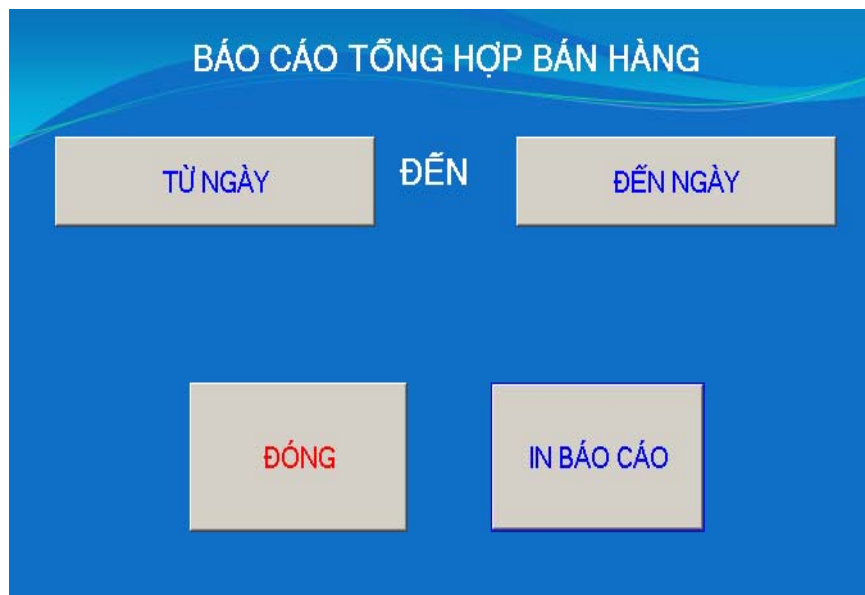 BÁO CÁO TỔNG HỢP BÁN HÀNG
TỪ NGÀY ĐẾN ĐẾN NGÀY
ĐÓNG IN BÁO CÁO